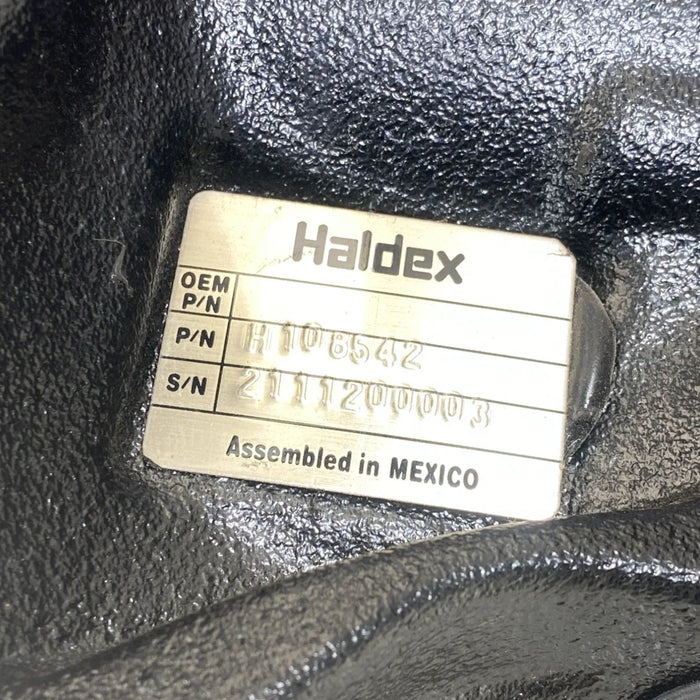 Haldex
OEM
P/N
P/N H108542
S/N 2111200003
Assembled in MEXICO